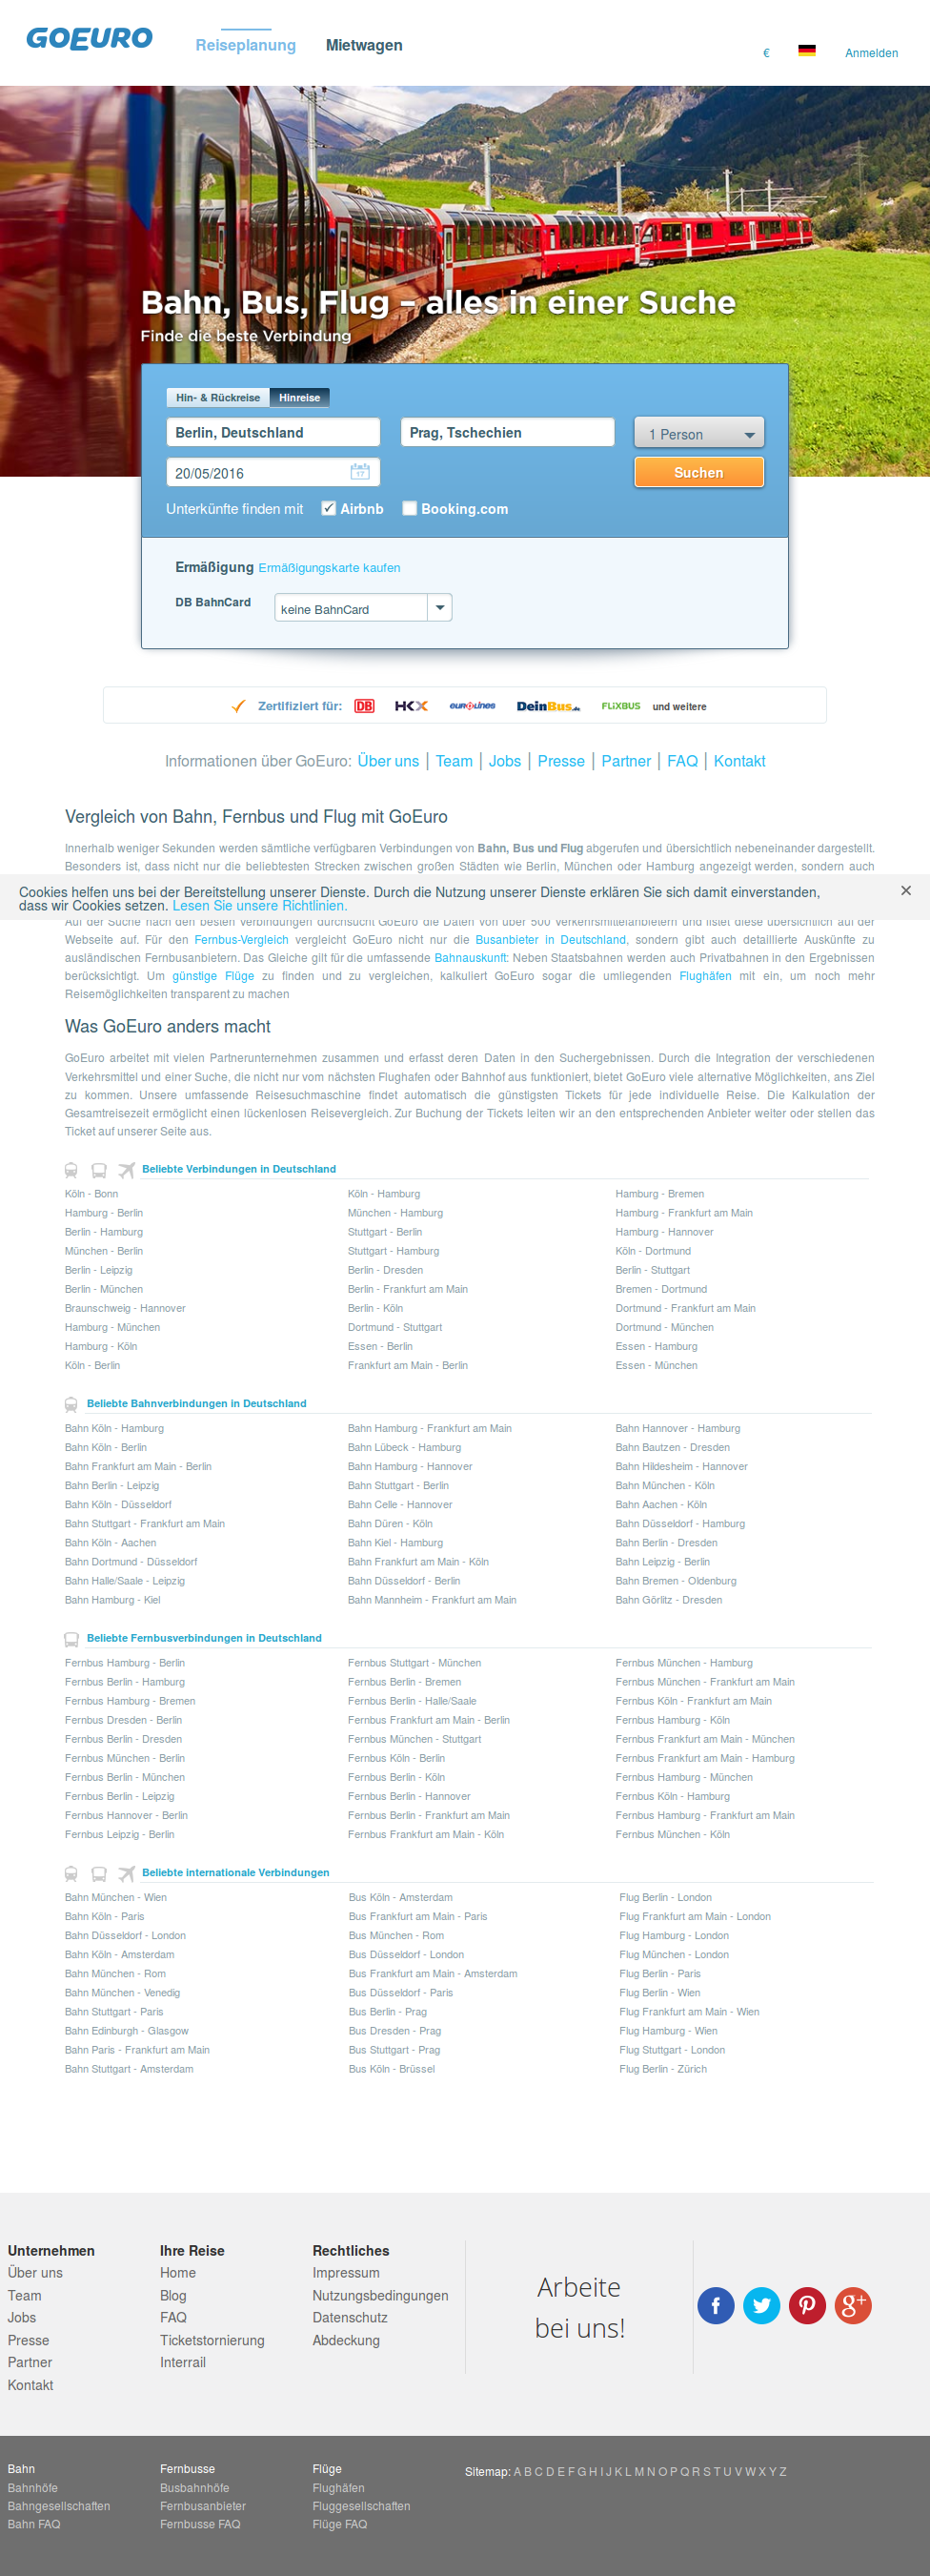 GOEURO
Reiseplanung
Mietwagen
€
Anmelden
Bahn, Bus, Flug – alles in einer Suche
Finde die beste Verbindung
Hin- & Rückreise
Hinreise
Berlin, Deutschland
Prag, Tschechien
1 Person
20/05/2016
17
Suchen
Unterkünfte finden mit
Airbnb
Booking.com
Ermäßigung Ermäßigungskarte kaufen
DB BahnCard
keine BahnCard
Zertifiziert für: DB HKX eurolines DeinBus.de FLiXBUS und weitere
Informationen über GoEuro: Über uns | Team | Jobs | Presse | Partner | FAQ | Kontakt
Vergleich von Bahn, Fernbus und Flug mit GoEuro
Innerhalb weniger Sekunden werden sämtliche verfügbaren Verbindungen von Bahn, Bus und Flug abgerufen und übersichtlich nebeneinander dargestellt.
Besonders ist, dass nicht nur die beliebtesten Strecken zwischen großen Städten wie Berlin, München oder Hamburg angezeigt werden, sondern auch
Cookies helfen uns bei der Bereitstellung unserer Dienste. Durch die Nutzung unserer Dienste erklären Sie sich damit einverstanden,
dass wir Cookies setzen. Lesen Sie unsere Richtlinien.
×
Auf der Suche nach den besten Verbindungen durchsucht GoEuro die Daten von über 500 Verkehrsmittelanbietern und listet diese übersichtlich auf der
Webseite auf. Für den Fernbus-Vergleich vergleicht GoEuro nicht nur die Busanbieter in Deutschland, sondern gibt auch detaillierte Auskünfte zu
ausländischen Fernbusanbietern. Das Gleiche gilt für die umfassende Bahnauskunft: Neben Staatsbahnen werden auch Privatbahnen in den Ergebnissen
berücksichtigt. Um günstige Flüge zu finden und zu vergleichen, kalkuliert GoEuro sogar die umliegenden Flughäfen mit ein, um noch mehr
Reisemöglichkeiten transparent zu machen
Was GoEuro anders macht
GoEuro arbeitet mit vielen Partnerunternehmen zusammen und erfasst deren Daten in den Suchergebnissen. Durch die Integration der verschiedenen
Verkehrsmittel und einer Suche, die nicht nur vom nächsten Flughafen oder Bahnhof aus funktioniert, bietet GoEuro viele alternative Möglichkeiten, ans Ziel
zu kommen. Unsere umfassende Reisesuchmaschine findet automatisch die günstigsten Tickets für jede individuelle Reise. Die Kalkulation der
Gesamtreisezeit ermöglicht einen lückenlosen Reisevergleich. Zur Buchung der Tickets leiten wir an den entsprechenden Anbieter weiter oder stellen das
Ticket auf unserer Seite aus.
Beliebte Verbindungen in Deutschland
Köln - Bonn
Hamburg - Berlin
Berlin - Hamburg
München - Berlin
Berlin - Leipzig
Berlin - München
Braunschweig - Hannover
Hamburg - München
Hamburg - Köln
Köln - Berlin
Köln - Hamburg
München - Hamburg
Stuttgart - Berlin
Stuttgart - Hamburg
Berlin - Dresden
Berlin - Frankfurt am Main
Berlin - Köln
Dortmund - Stuttgart
Essen - Berlin
Frankfurt am Main - Berlin
Hamburg - Bremen
Hamburg - Frankfurt am Main
Hamburg - Hannover
Köln - Dortmund
Berlin - Stuttgart
Bremen - Dortmund
Dortmund - Frankfurt am Main
Dortmund - München
Essen - Hamburg
Essen - München
Beliebte Bahnverbindungen in Deutschland
Bahn Köln - Hamburg
Bahn Köln - Berlin
Bahn Frankfurt am Main - Berlin
Bahn Berlin - Leipzig
Bahn Köln - Düsseldorf
Bahn Stuttgart - Frankfurt am Main
Bahn Köln - Aachen
Bahn Dortmund - Düsseldorf
Bahn Halle/Saale - Leipzig
Bahn Hamburg - Kiel
Bahn Hamburg - Frankfurt am Main
Bahn Lübeck - Hamburg
Bahn Hamburg - Hannover
Bahn Stuttgart - Berlin
Bahn Celle - Hannover
Bahn Düren - Köln
Bahn Kiel - Hamburg
Bahn Frankfurt am Main - Köln
Bahn Düsseldorf - Berlin
Bahn Mannheim - Frankfurt am Main
Bahn Hannover - Hamburg
Bahn Bautzen - Dresden
Bahn Hildesheim - Hannover
Bahn München - Köln
Bahn Aachen - Köln
Bahn Düsseldorf - Hamburg
Bahn Berlin - Dresden
Bahn Leipzig - Berlin
Bahn Bremen - Oldenburg
Bahn Görlitz - Dresden
Beliebte Fernbusverbindungen in Deutschland
Fernbus Hamburg - Berlin
Fernbus Berlin - Hamburg
Fernbus Hamburg - Bremen
Fernbus Dresden - Berlin
Fernbus Berlin - Dresden
Fernbus München - Berlin
Fernbus Berlin - München
Fernbus Berlin - Leipzig
Fernbus Hannover - Berlin
Fernbus Leipzig - Berlin
Fernbus Stuttgart - München
Fernbus Berlin - Bremen
Fernbus Berlin - Halle/Saale
Fernbus Frankfurt am Main - Berlin
Fernbus München - Stuttgart
Fernbus Köln - Berlin
Fernbus Berlin - Köln
Fernbus Berlin - Hannover
Fernbus Berlin - Frankfurt am Main
Fernbus Frankfurt am Main - Köln
Fernbus München - Hamburg
Fernbus München - Frankfurt am Main
Fernbus Köln - Frankfurt am Main
Fernbus Hamburg - Köln
Fernbus Frankfurt am Main - München
Fernbus Frankfurt am Main - Hamburg
Fernbus Hamburg - München
Fernbus Köln - Hamburg
Fernbus Hamburg - Frankfurt am Main
Fernbus München - Köln
Beliebte internationale Verbindungen
Bahn München - Wien
Bahn Köln - Paris
Bahn Düsseldorf - London
Bahn Köln - Amsterdam
Bahn München - Rom
Bahn München - Venedig
Bahn Stuttgart - Paris
Bahn Edinburgh - Glasgow
Bahn Paris - Frankfurt am Main
Bahn Stuttgart - Amsterdam
Bus Köln - Amsterdam
Bus Frankfurt am Main - Paris
Bus München - Rom
Bus Düsseldorf - London
Bus Frankfurt am Main - Amsterdam
Bus Düsseldorf - Paris
Bus Berlin - Prag
Bus Dresden - Prag
Bus Stuttgart - Prag
Bus Köln - Brüssel
Flug Berlin - London
Flug Frankfurt am Main - London
Flug Hamburg - London
Flug München - London
Flug Berlin - Paris
Flug Berlin - Wien
Flug Frankfurt am Main - Wien
Flug Hamburg - Wien
Flug Stuttgart - London
Flug Berlin - Zürich
Unternehmen
Über uns
Team
Jobs
Presse
Partner
Kontakt
Ihre Reise
Home
Blog
FAQ
Ticketstornierung
Interrail
Rechtliches
Impressum
Nutzungsbedingungen
Datenschutz
Abdeckung
Arbeite
bei uns!
Bahn
Bahnhöfe
Bahngesellschaften
Bahn FAQ
Fernbusse
Busbahnhöfe
Fernbusanbieter
Fernbusse FAQ
Flüge
Flughäfen
Fluggesellschaften
Flüge FAQ
Sitemap: A B C D E F G H I J K L M N O P Q R S T U V W X Y Z